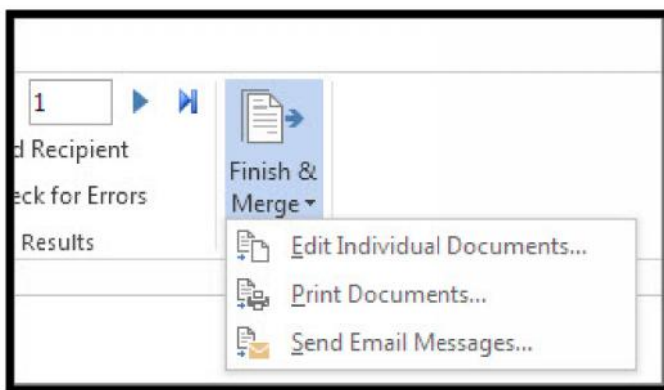 1
d Recipient
eck for Errors
Results
Finish &
Merge
Edit Individual Documents...
Print Documents...
Send Email Messages...